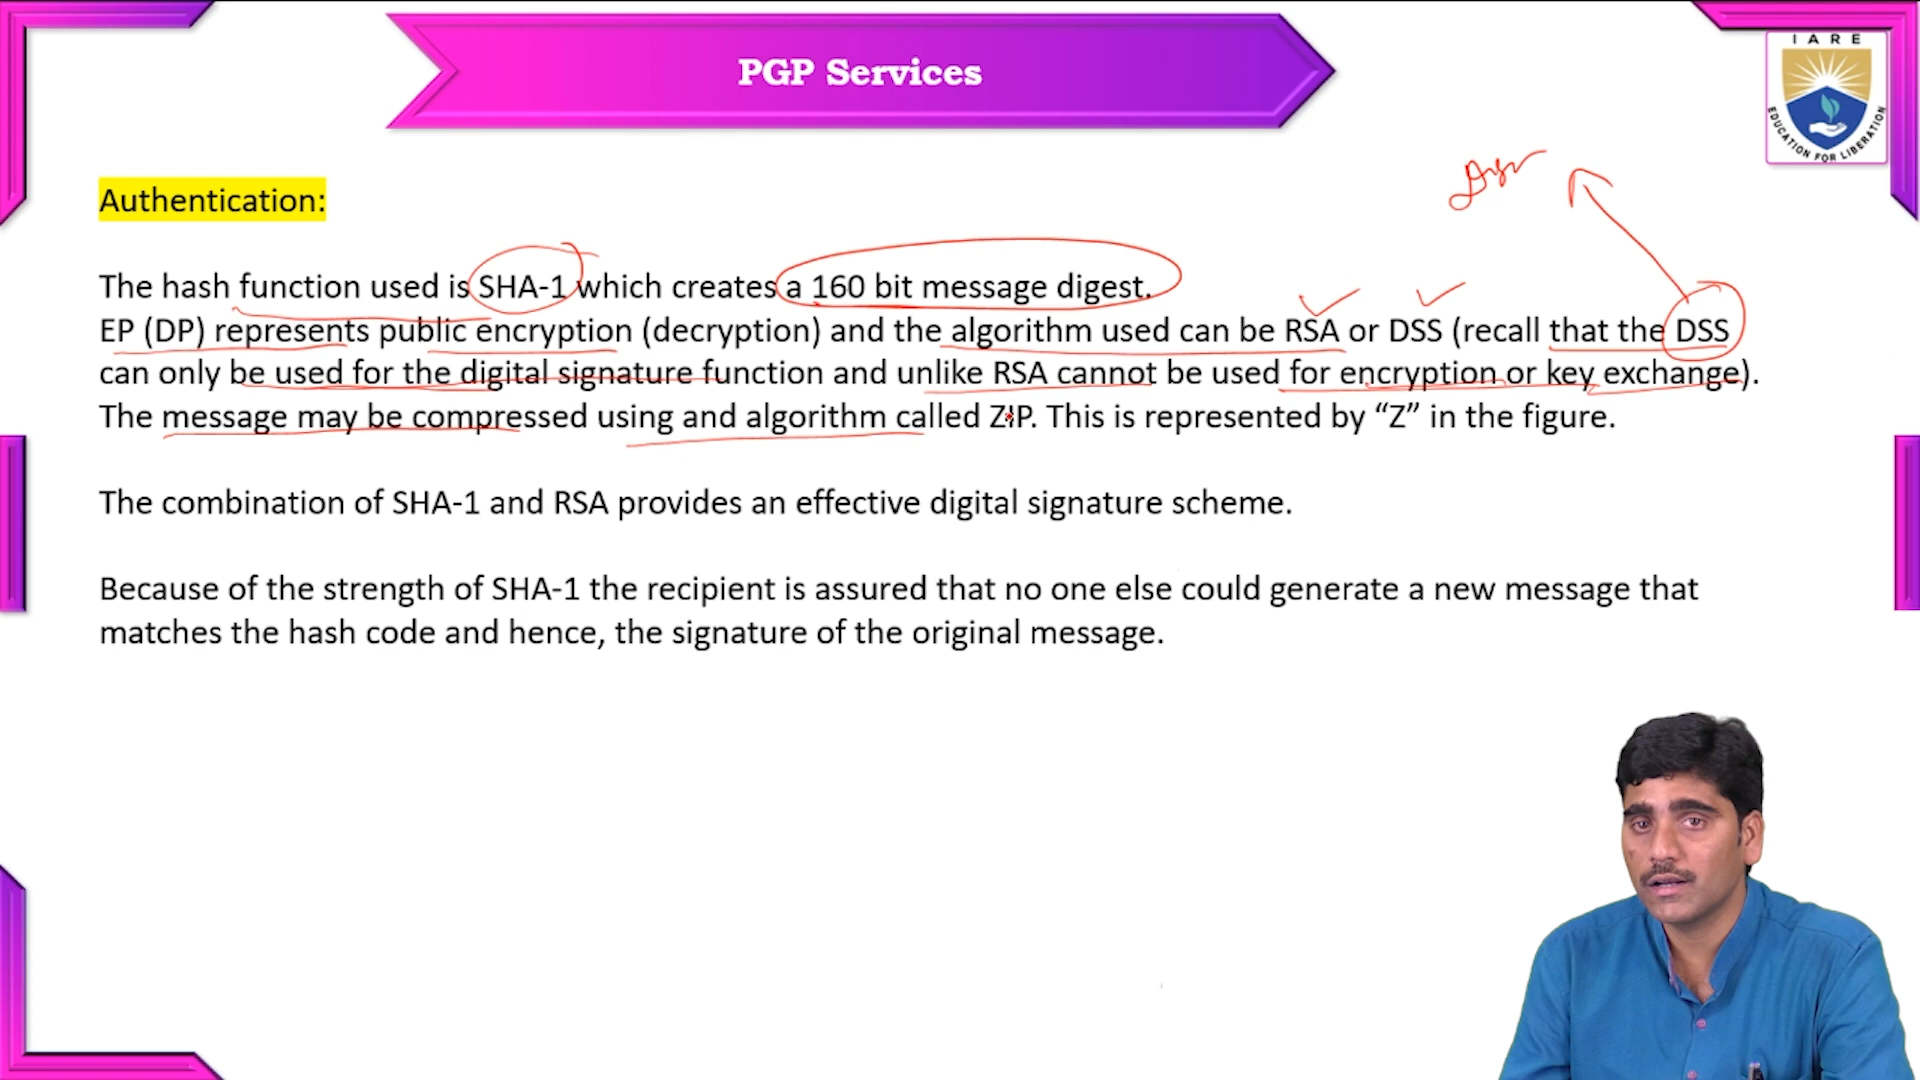 PGP Services
IARE
EDUCATION FOR LIBERATION
Authentication:
The hash function used is SHA-1 which creates a 160 bit message digest.
EP (DP) represents public encryption (decryption) and the algorithm used can be RSA or DSS (recall that the DSS
can only be used for the digital signature function and unlike RSA cannot be used for encryption or key exchange).
The message may be compressed using and algorithm called ZIP. This is represented by “Z” in the figure.
The combination of SHA-1 and RSA provides an effective digital signature scheme.
Because of the strength of SHA-1 the recipient is assured that no one else could generate a new message that
matches the hash code and hence, the signature of the original message.